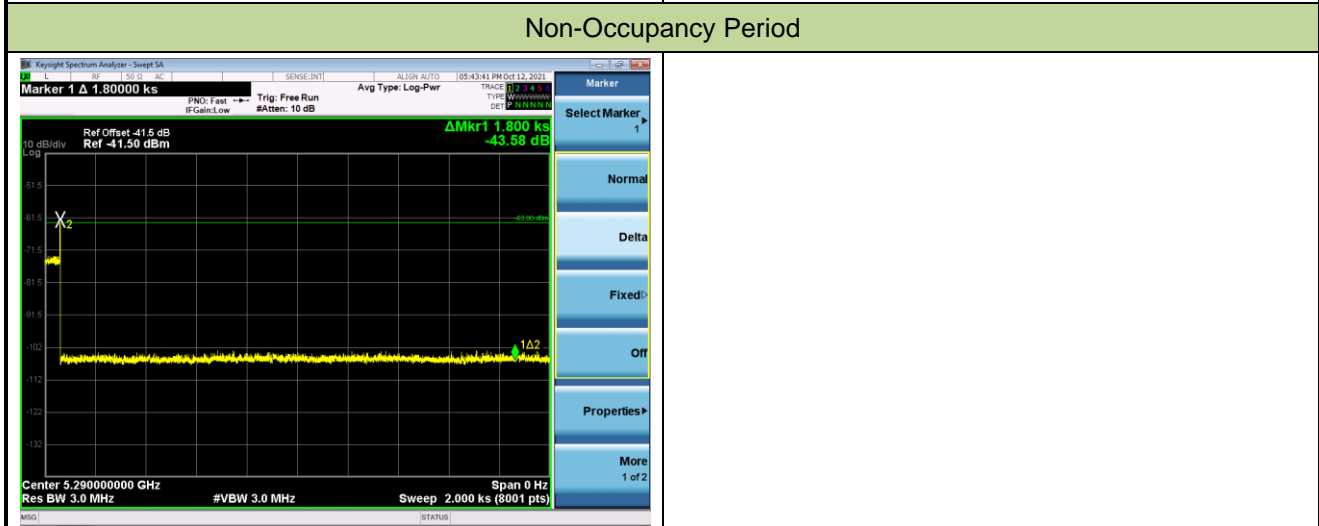 Non-Occupancy Period
Keysight Spectrum Analyzer - Swept SA
L RF 50 Ω AC SENSE:INT ALIGN AUTO 05:43:41 PM Oct 12, 2021
Marker 1 Δ 1.80000 ks
PNO: Fast
IFGain:Low
Trig: Free Run
#Atten: 10 dB
Avg Type: Log-Pwr
TRACE 1 2 3 4 5 6
TYPE WWWWWW
DET P N N N N N
Marker
Select Marker
1
Ref Offset -41.5 dB
10 dB/div Ref -41.50 dBm
Log
ΔMkr1 1.800 ks
-43.58 dB
-51.5
-61.5
-71.5
-81.5
-91.5
-102
-112
-122
-132
-63.00 dBm
2
1Δ2
Normal
Delta
Fixed
Off
Properties
More
1 of 2
Center 5.290000000 GHz Span 0 Hz
Res BW 3.0 MHz #VBW 3.0 MHz Sweep 2.000 ks (8001 pts)
MSG STATUS